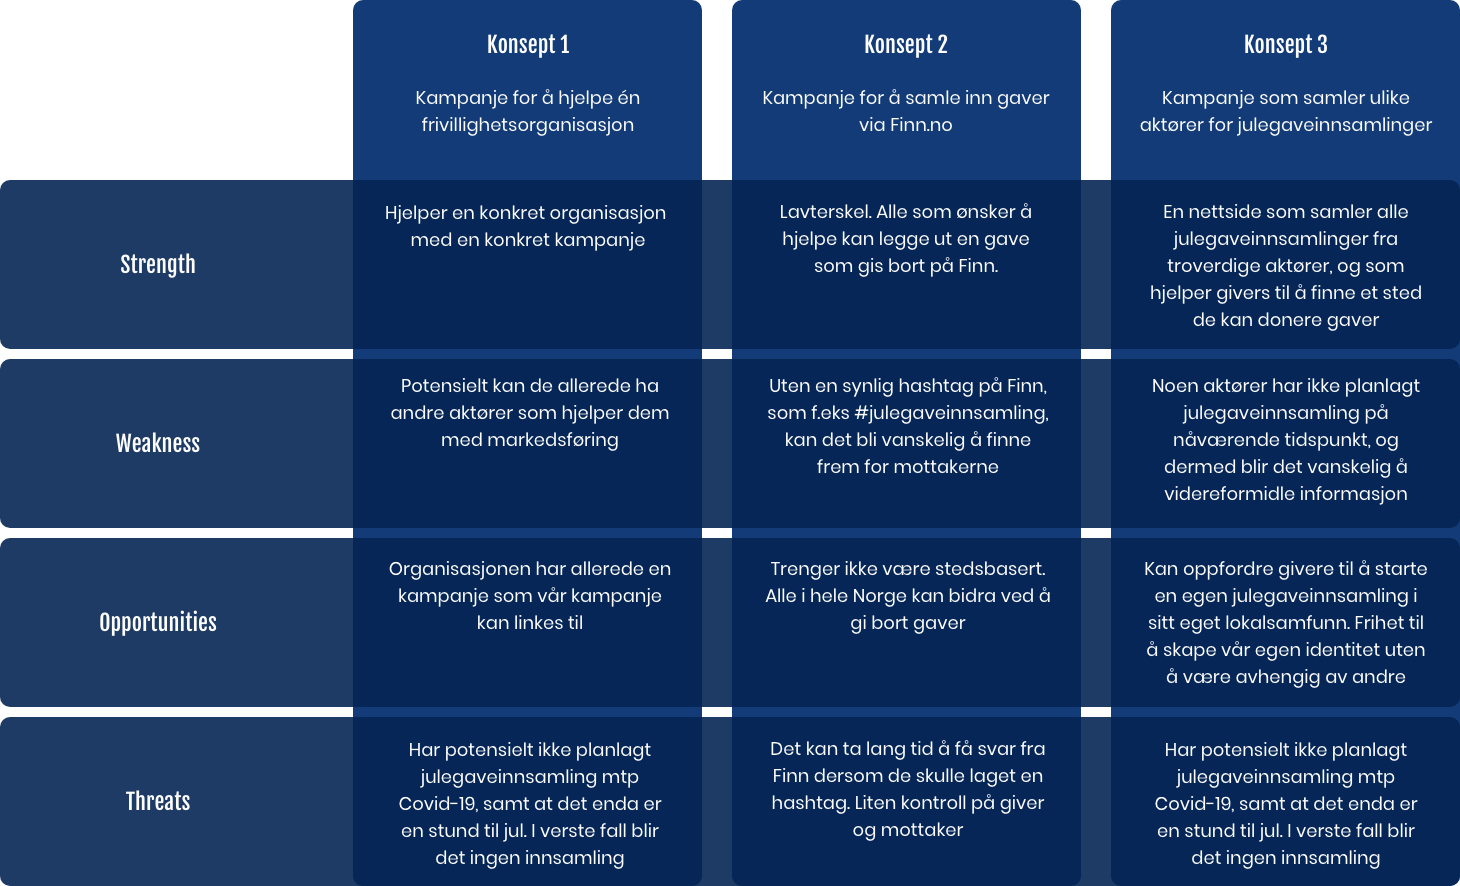 Konsept 1
Kampanje for å hjelpe én
frivillighetsorganisasjon
Konsept 2
Kampanje for å samle inn gaver
via Finn.no
Konsept 3
Kampanje som samler ulike
aktører for julegaveinnsamlinger
Strength
Hjelper en konkret organisasjon
med en konkret kampanje
Lavterskel. Alle som ønsker å
hjelpe kan legge ut en gave
som gis bort på Finn.
En nettside som samler alle
julegaveinnsamlinger fra
troverdige aktører, og som
hjelper givers til å finne et sted
de kan donere gaver
Weakness
Potensielt kan de allerede ha
andre aktører som hjelper dem
med markedsføring
Uten en synlig hashtag på Finn,
som f.eks #julegaveinnsamling,
kan det bli vanskelig å finne
frem for mottakerne
Noen aktører har ikke planlagt
julegaveinnsamling på
nåværende tidspunkt, og
dermed blir det vanskelig å
videreformidle informasjon
Opportunities
Organisasjonen har allerede en
kampanje som vår kampanje
kan linkes til
Trenger ikke være stedsbasert.
Alle i hele Norge kan bidra ved å
gi bort gaver
Kan oppfordre givere til å starte
en egen julegaveinnsamling i
sitt eget lokalsamfunn. Frihet til
å skape vår egen identitet uten
å være avhengig av andre
Threats
Har potensielt ikke planlagt
julegaveinnsamling mtp
Covid-19, samt at det enda er
en stund til jul. I verste fall blir
det ingen innsamling
Det kan ta lang tid å få svar fra
Finn dersom de skulle laget en
hashtag. Liten kontroll på giver
og mottaker
Har potensielt ikke planlagt
julegaveinnsamling mtp
Covid-19, samt at det enda er
en stund til jul. I verste fall blir
det ingen innsamling